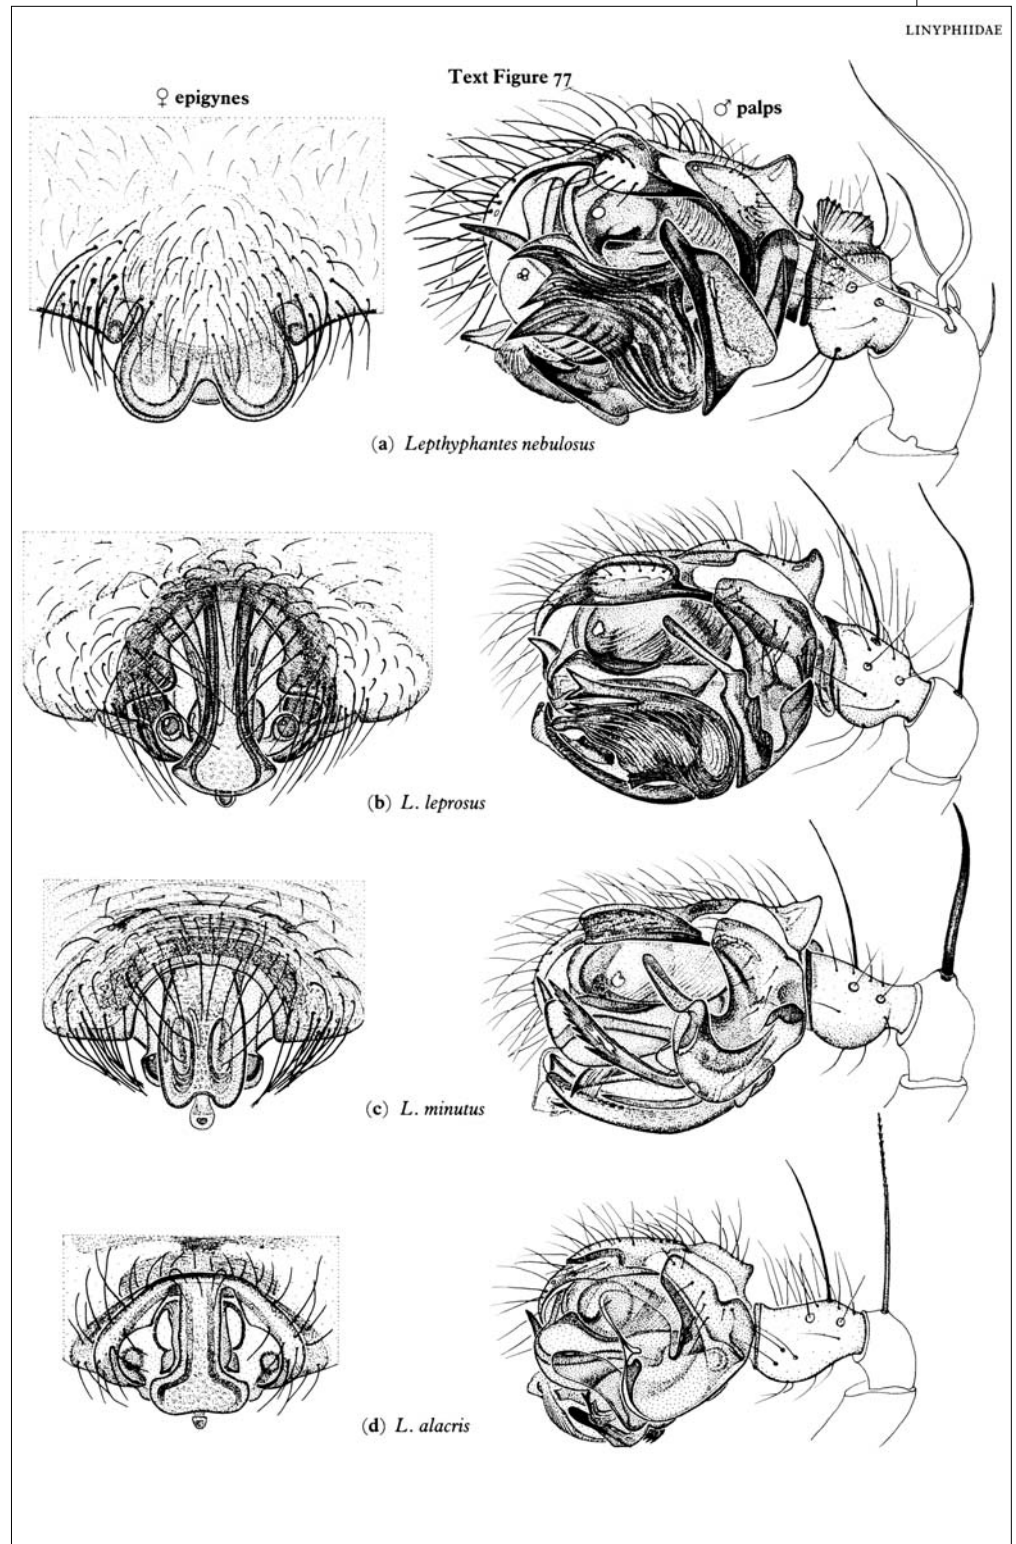 LINYPHIIDAE
Text Figure 77
♀ epigynes
♂ palps
(a) Lepthyphantes nebulosus
(b) L. leprosus
(c) L. minutus
(d) L. alacris